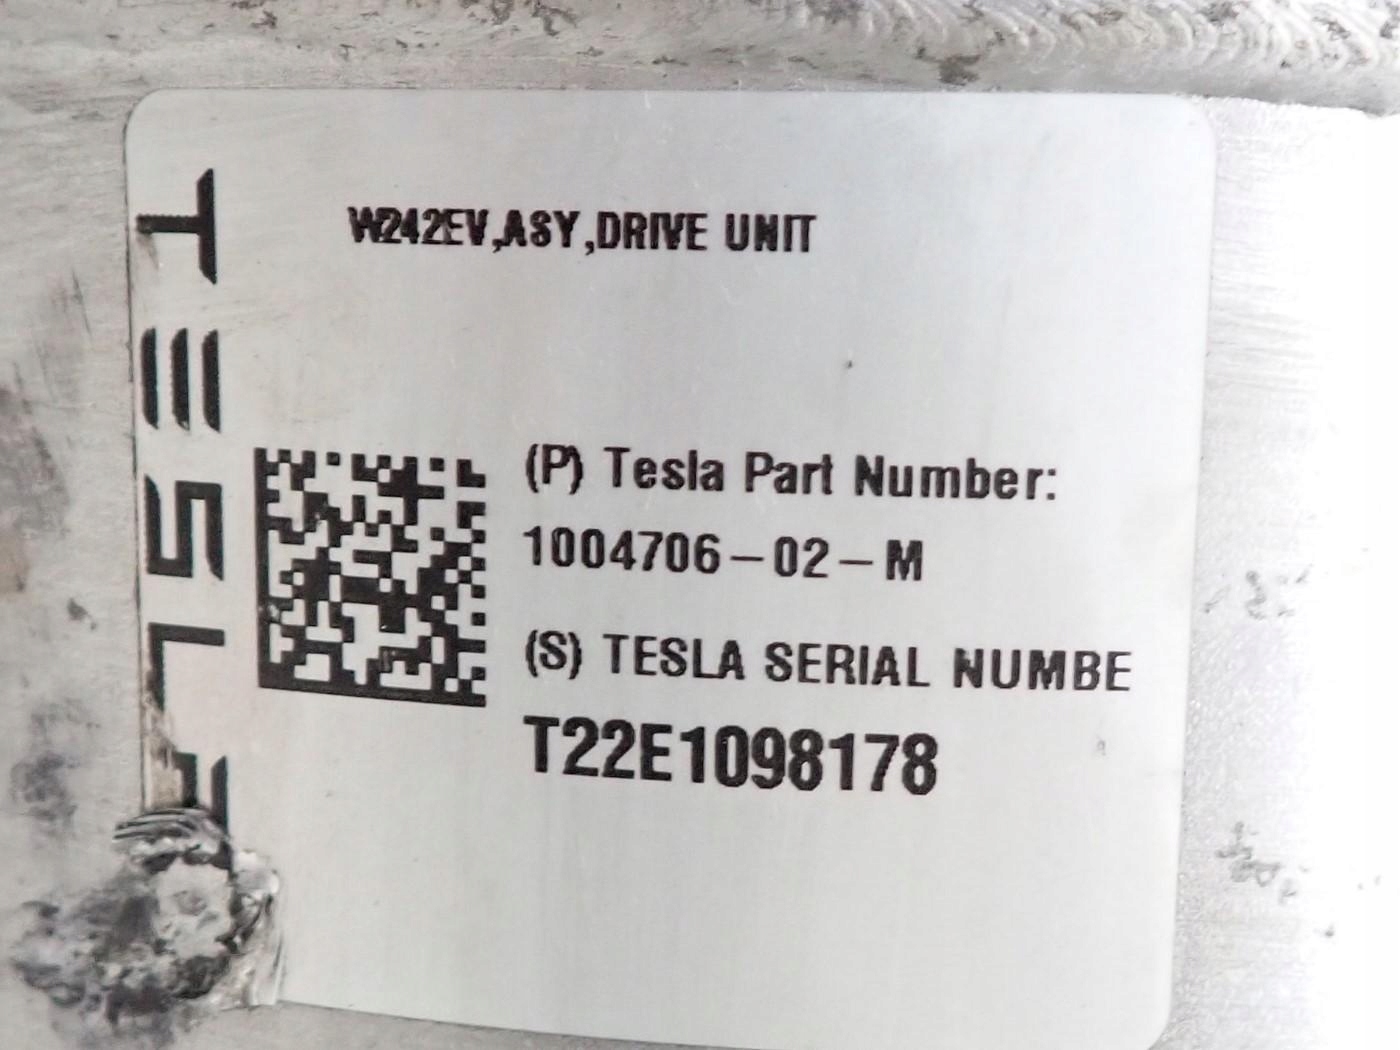 TESLA
W242EV,ASY,DRIVE UNIT
(P) Tesla Part Number:
1004706-02-M
(S) TESLA SERIAL NUMBE
T22E1098178